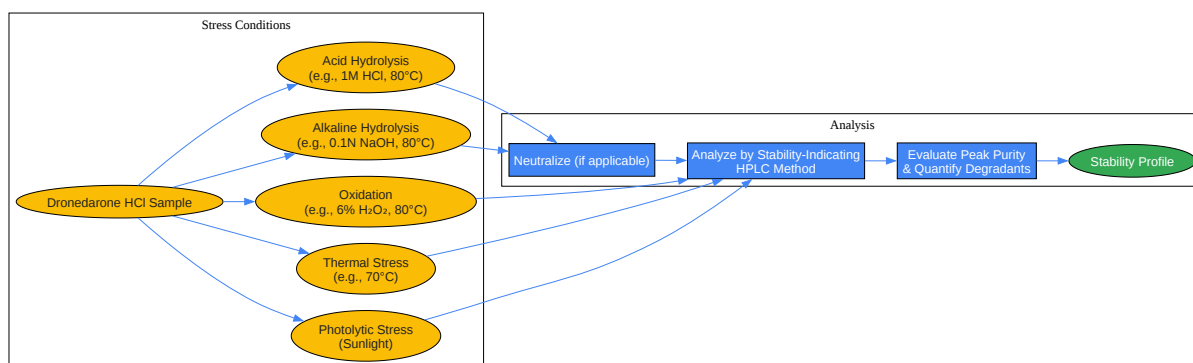 Stress Conditions
Acid Hydrolysis
(e.g., 1M HCl, 80°C)
Alkaline Hydrolysis
(e.g., 0.1N NaOH, 80°C)
Dronedarone HCl Sample
Oxidation
(e.g., 6% H₂O₂, 80°C)
Thermal Stress
(e.g., 70°C)
Photolytic Stress
(Sunlight)
Analysis
Neutralize (if applicable)
Analyze by Stability-Indicating
HPLC Method
Evaluate Peak Purity
& Quantify Degradants
Stability Profile